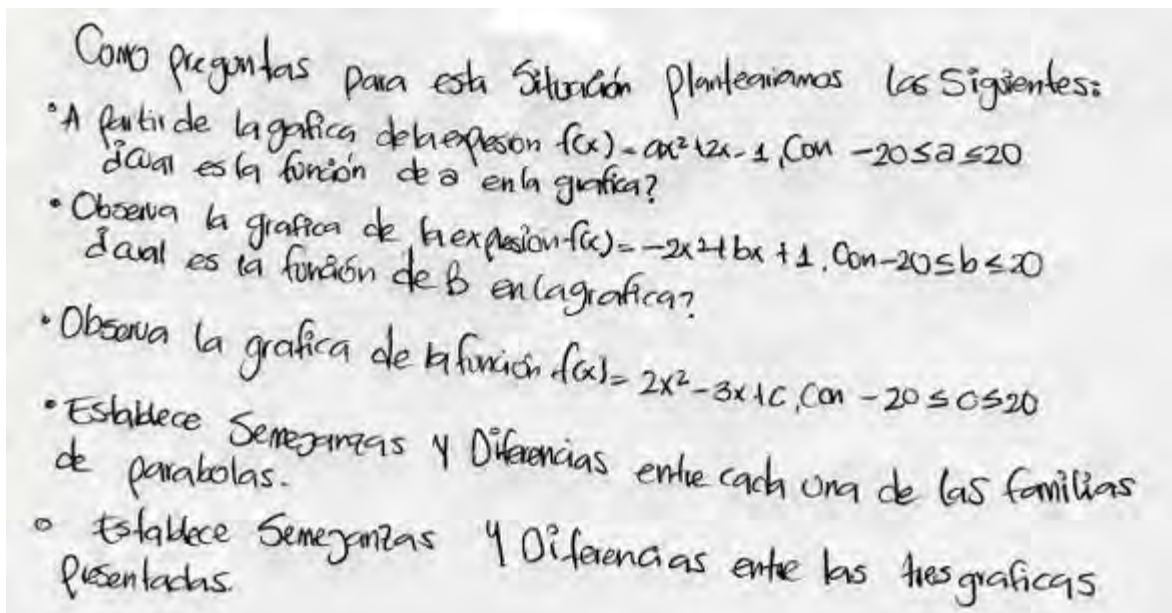 Como preguntas para esta Situación Planteariamos las Siguientes:
• A partir de la gafica de la expesion f(x) = ax² + 2x - 1, Con -20 ≤ a ≤ 20
¿cual es la función de a en la grafica?
• Observa la grafica de la expresion f(x) = -2x² + bx + 1. Con -20 ≤ b ≤ 20
¿cual es la función de B en la grafica?
• Observa la grafica de la función f(x) = 2x² - 3x + c, Con -20 ≤ c ≤ 20
• Establece Semejanzas y Diferencias entre cada una de las familias
de parabolas.
• Establece Semejanzas y Diferencias entre las tres graficas
presentadas.